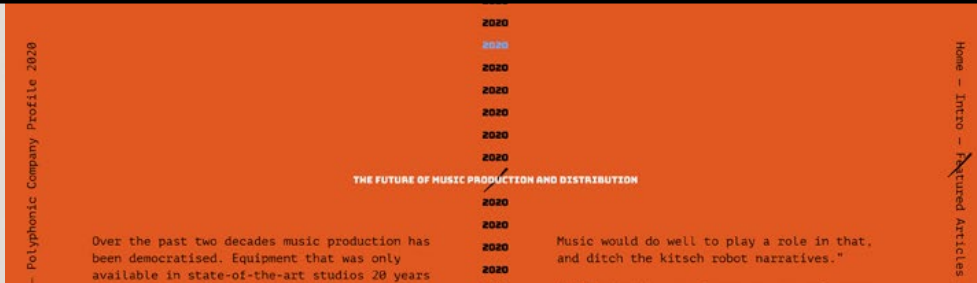 - Polyphonic Company Profile 2020
2020
2020
2020
2020
2020
2020
2020
THE FUTURE OF MUSIC PRODUCTION AND DISTRIBUTION
2020
2020
2020
2020
Over the past two decades music production has
been democratised. Equipment that was only
available in state-of-the-art studios 20 years
Music would do well to play a role in that,
and ditch the kitsch robot narratives."
Home - Intro - Featured Articles